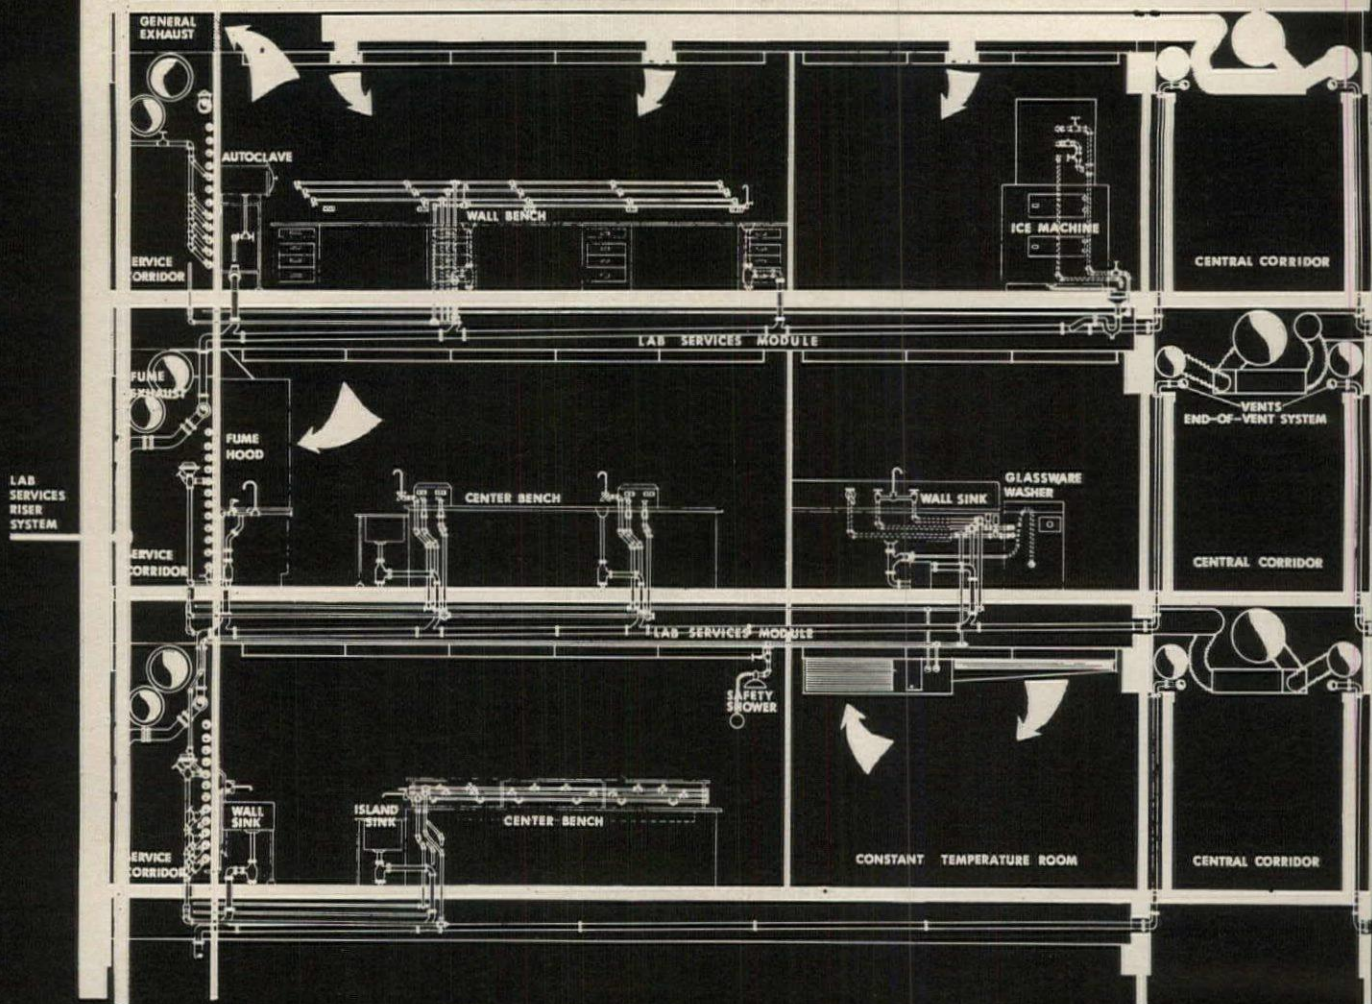 GENERAL
EXHAUST
AUTOCLAVE
WALL BENCH
ICE MACHINE
ERVICE
ORRIDOR
CENTRAL CORRIDOR
LAB SERVICES MODULE
FUME
EXHAUST
FUME
HOOD
VENTS
END-OF-VENT SYSTEM
LAB
SERVICES
RISER
SYSTEM
CENTER BENCH
WALL SINK
GLASSWARE
WASHER
ERVICE
CORRIDOR
CENTRAL CORRIDOR
LAB SERVICES MODULE
SAFETY
SHOWER
WALL
SINK
ISLAND
SINK
CENTER BENCH
ERVICE
CORRIDOR
CONSTANT TEMPERATURE ROOM
CENTRAL CORRIDOR